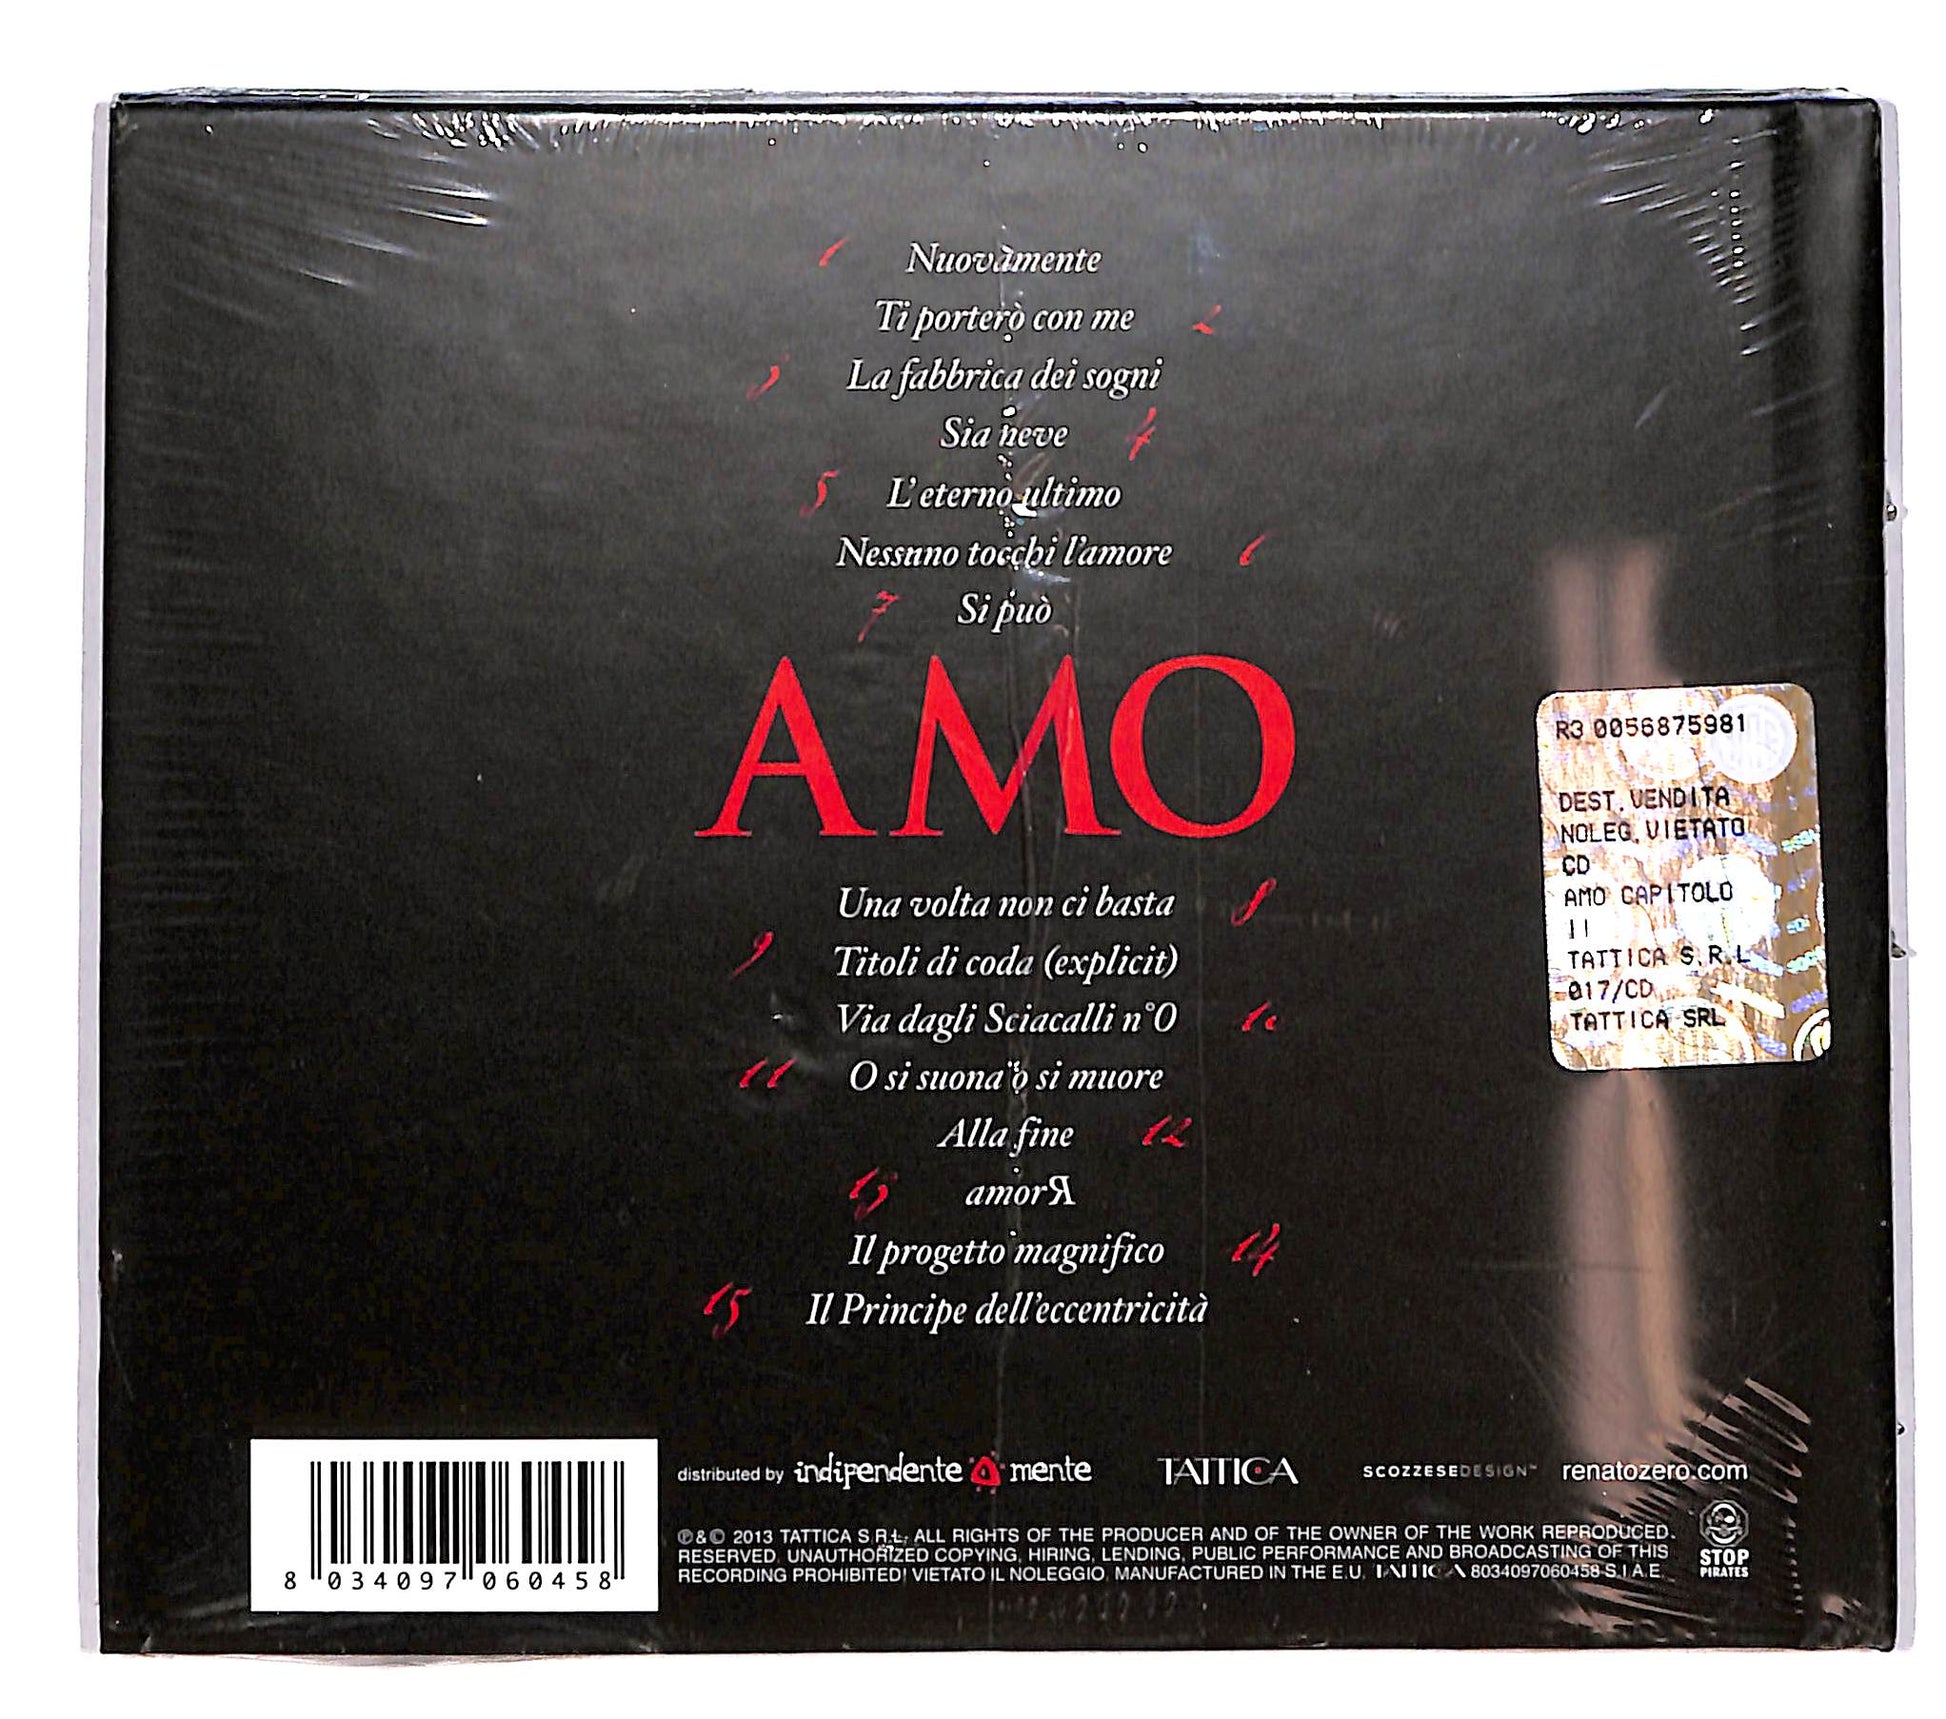 1 Nuovamente
Ti porterò con me 2
3 La fabbrica dei sogni
Sia neve 4
5 L'eterno ultimo
Nessuno tocchi l'amore 6
7 Si può
AMO
Una volta non ci basta 8
9 Titoli di coda (explicit)
Via dagli Sciacalli n°0 10
11 O si suona o si muore
Alla fine 12
13 amorЯ
Il progetto magnifico 14
15 Il Principe dell'eccentricità
R3 0056875981
DEST.VENDITA
NOLEG.VIETATO
CD
AMO CAPITOLO
II
TATTICA S.R.L
017/CD
TATTICA SRL
8 034097 060458
distributed by indipendente mente TATTICA SCOZZESEDESIGN™ renatozero.com
℗&© 2013 TATTICA S.R.L. ALL RIGHTS OF THE PRODUCER AND OF THE OWNER OF THE WORK REPRODUCED.
RESERVED. UNAUTHORIZED COPYING, HIRING, LENDING, PUBLIC PERFORMANCE AND BROADCASTING OF THIS
RECORDING PROHIBITED! VIETATO IL NOLEGGIO. MANUFACTURED IN THE E.U. TATTICA 8034097060458 S.I.A.E.
STOP
PIRATES